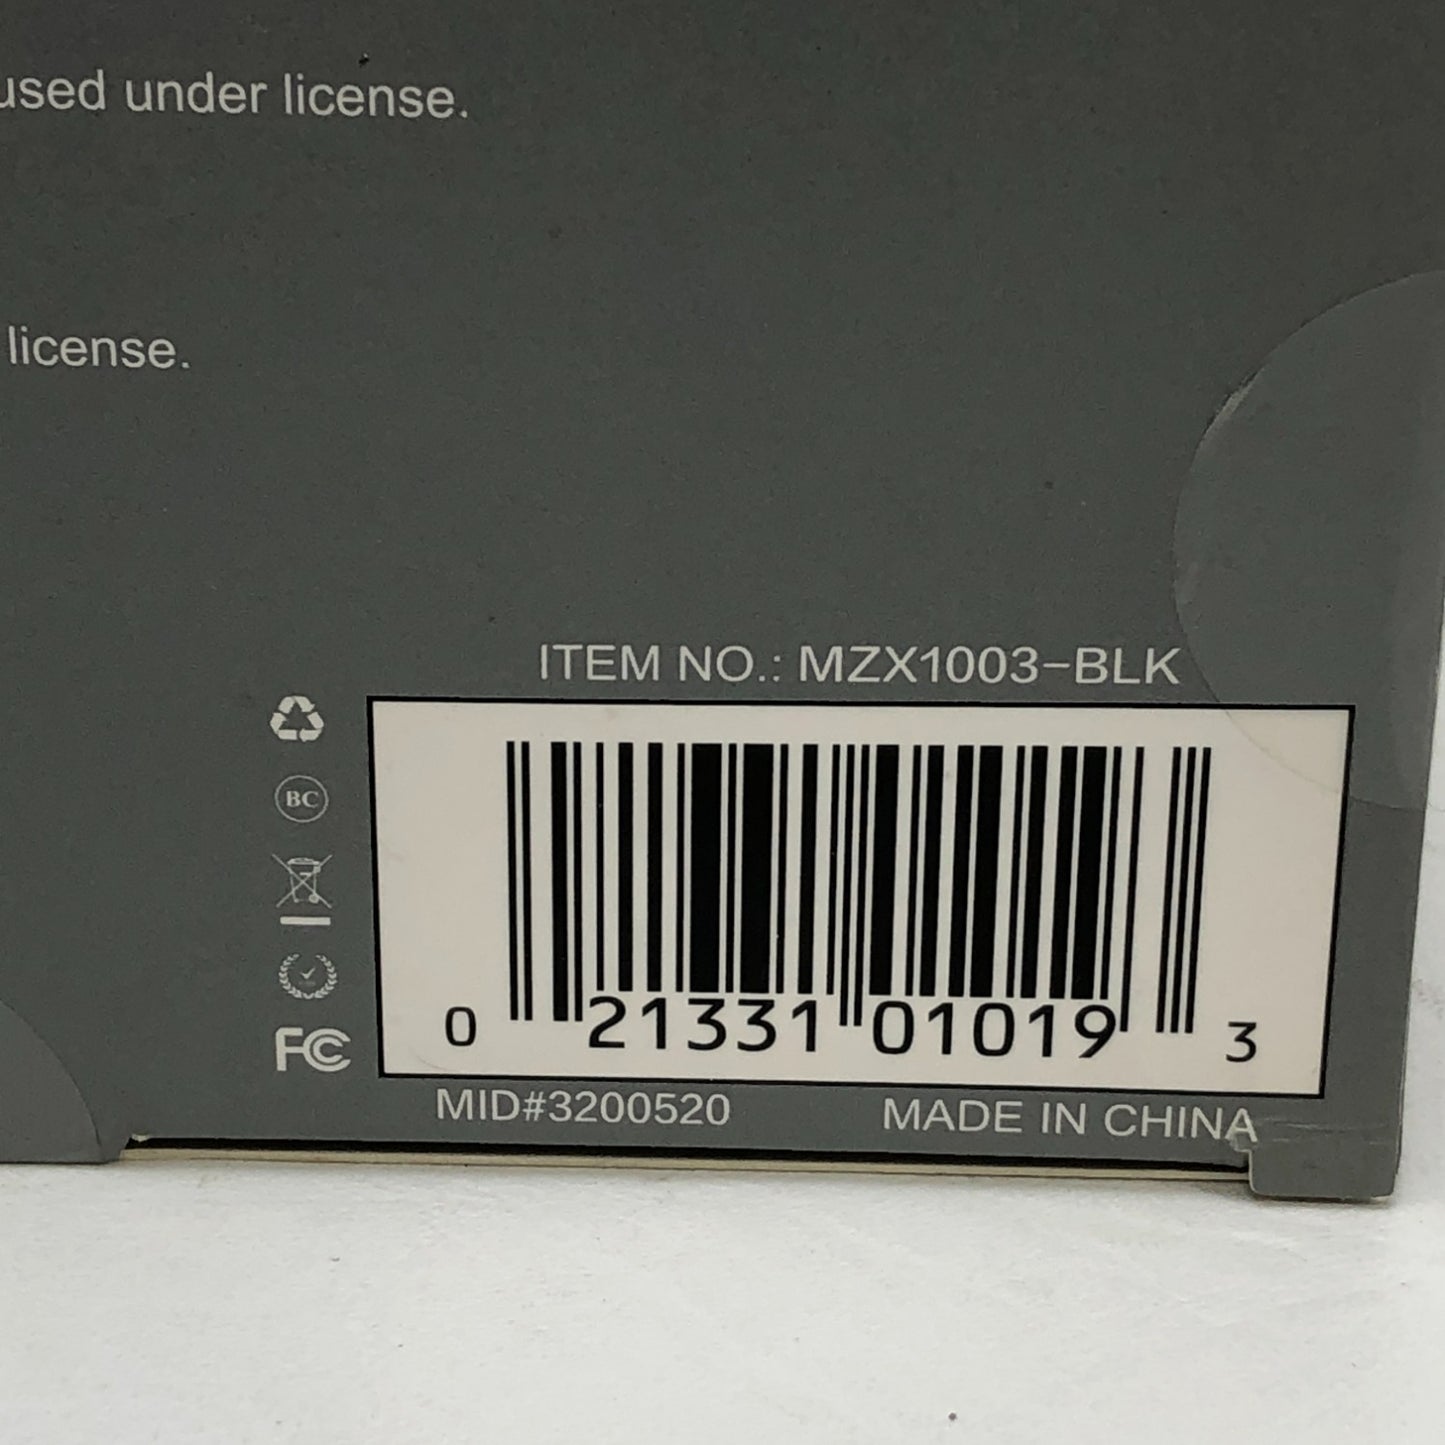 used under license.
license.
ITEM NO.: MZX1003-BLK
BC
FC
0 21331 01019 3
MID#3200520
MADE IN CHINA